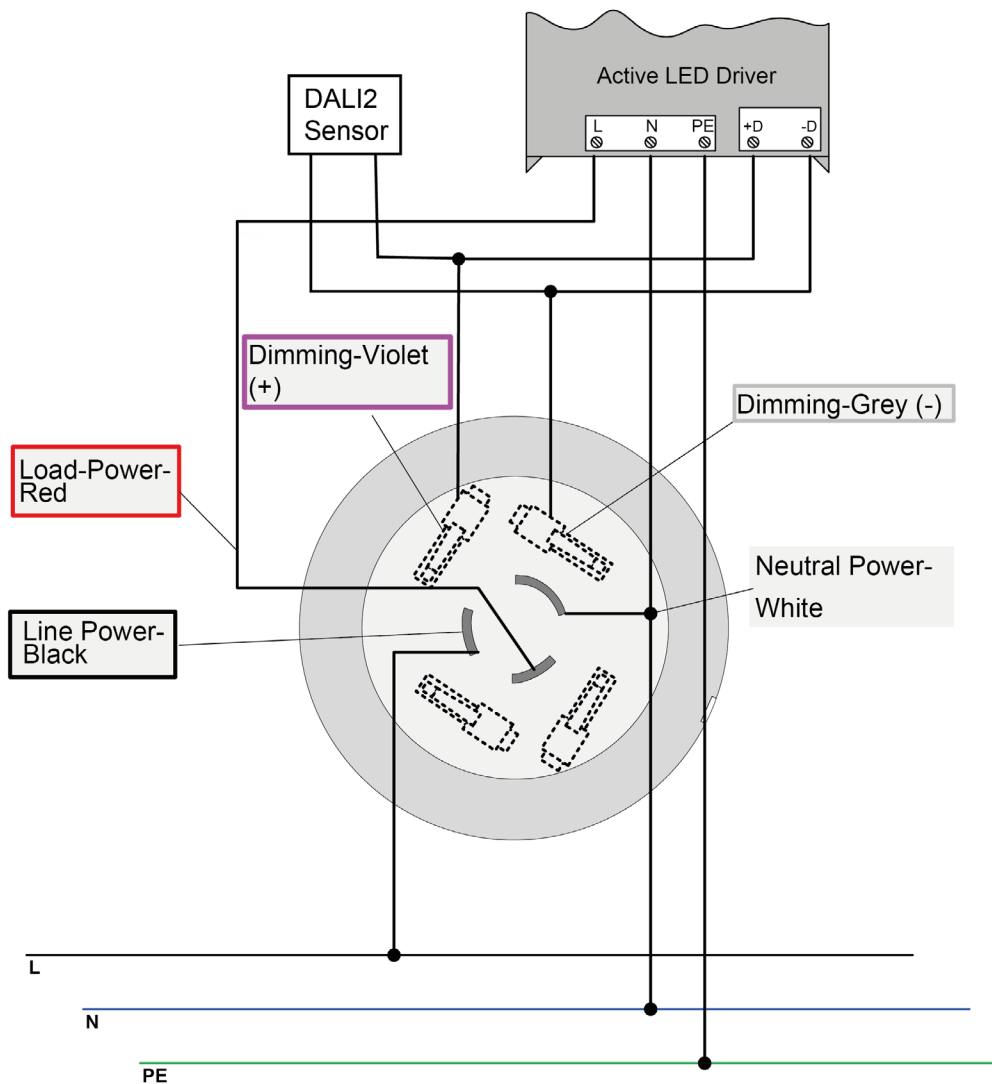 Active LED Driver
DALI2
Sensor
L
N
PE
+D
-D
Dimming-Violet
(+)
Dimming-Grey (-)
Load-Power-
Red
Neutral Power-
White
Line Power-
Black
L
N
PE